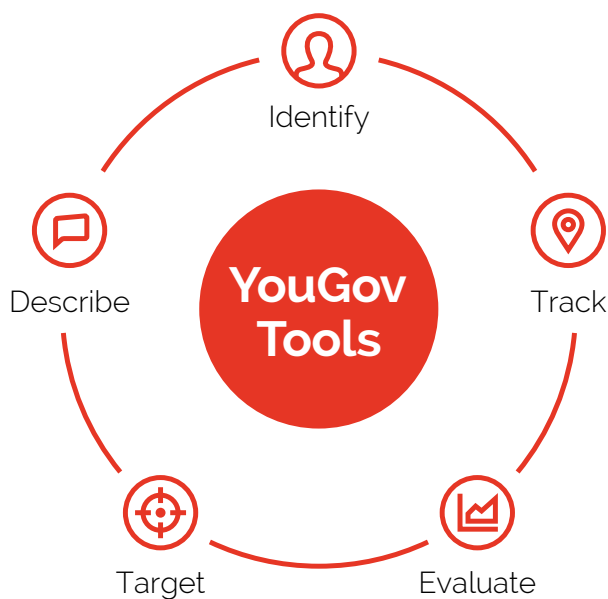 Identify
Describe
YouGov
Tools
Track
Target
Evaluate